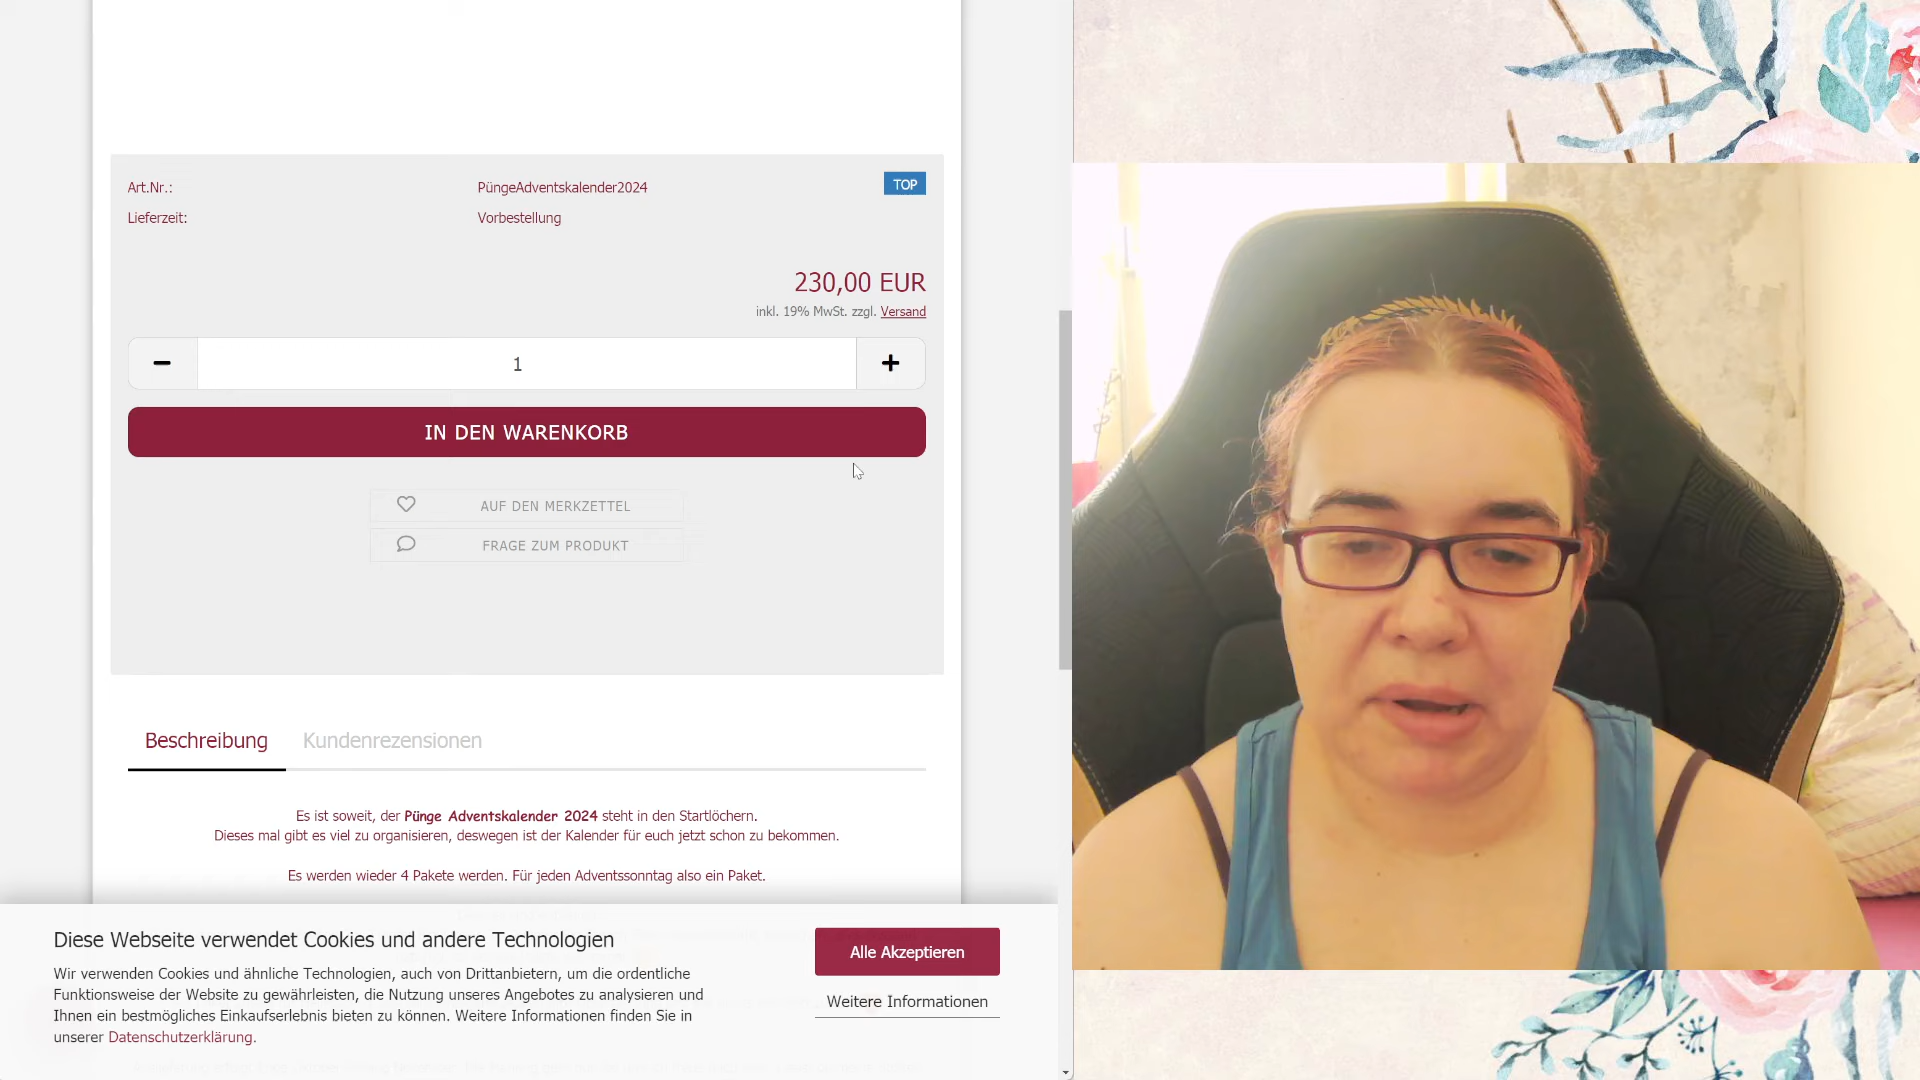 Art.Nr.: PüngeAdventskalender2024 TOP
Lieferzeit: Vorbestellung
230,00 EUR
inkl. 19% MwSt. zzgl. Versand
1
IN DEN WARENKORB
AUF DEN MERKZETTEL
FRAGE ZUM PRODUKT
Beschreibung Kundenrezensionen
Es ist soweit, der Pünge Adventskalender 2024 steht in den Startlöchern.
Dieses mal gibt es viel zu organisieren, deswegen ist der Kalender für euch jetzt schon zu bekommen.
Es werden wieder 4 Pakete werden. Für jeden Adventssonntag also ein Paket.
Diese Webseite verwendet Cookies und andere Technologien
Wir verwenden Cookies und ähnliche Technologien, auch von Drittanbietern, um die ordentliche
Funktionsweise der Website zu gewährleisten, die Nutzung unseres Angebotes zu analysieren und
Ihnen ein bestmögliches Einkaufserlebnis bieten zu können. Weitere Informationen finden Sie in
unserer Datenschutzerklärung.
Alle Akzeptieren
Weitere Informationen